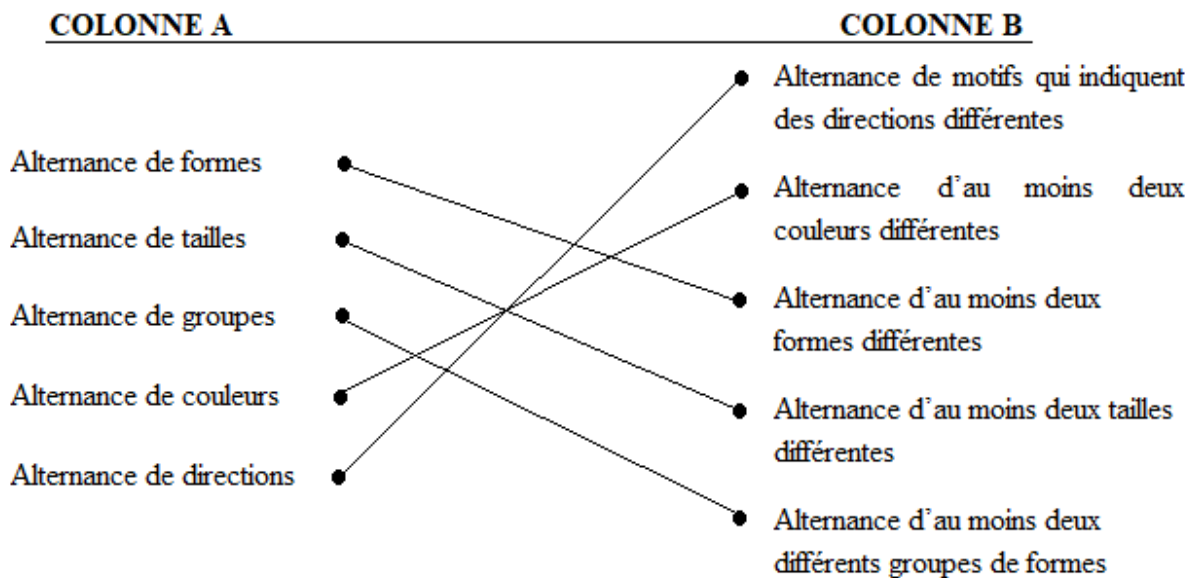 COLONNE A
COLONNE B
Alternance de formes
Alternance de tailles
Alternance de groupes
Alternance de couleurs
Alternance de directions
Alternance de motifs qui indiquent
des directions différentes
Alternance d'au moins deux
couleurs différentes
Alternance d'au moins deux
formes différentes
Alternance d'au moins deux tailles
différentes
Alternance d'au moins deux
différents groupes de formes